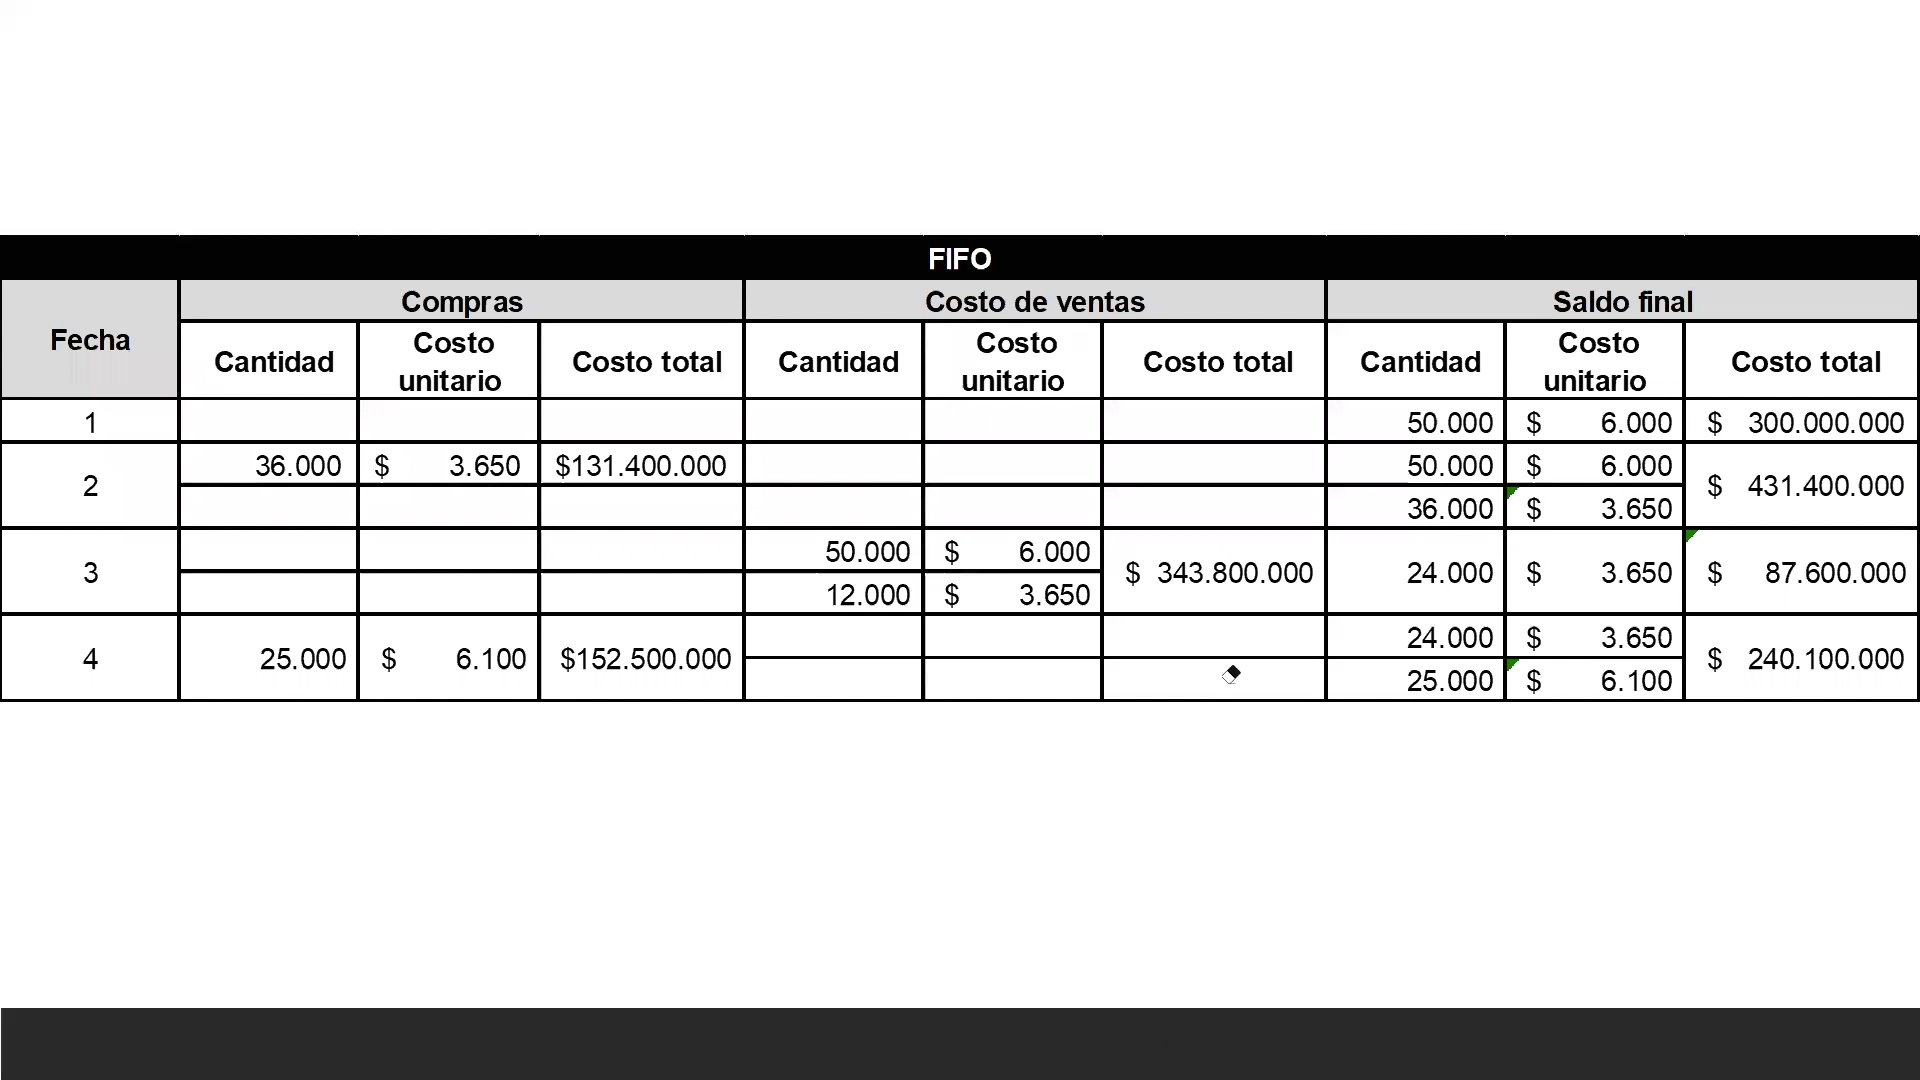 FIFO
Fecha Compras Costo de ventas Saldo final
Cantidad Costo unitario Costo total Cantidad Costo unitario Costo total Cantidad Costo unitario Costo total
1 50.000 $ 6.000 $ 300.000.000
2 36.000 $ 3.650 $131.400.000 50.000 $ 6.000 $ 431.400.000
36.000 $ 3.650
3 50.000 $ 6.000 $ 343.800.000 24.000 $ 3.650 $ 87.600.000
12.000 $ 3.650
4 25.000 $ 6.100 $152.500.000 24.000 $ 3.650 $ 240.100.000
25.000 $ 6.100